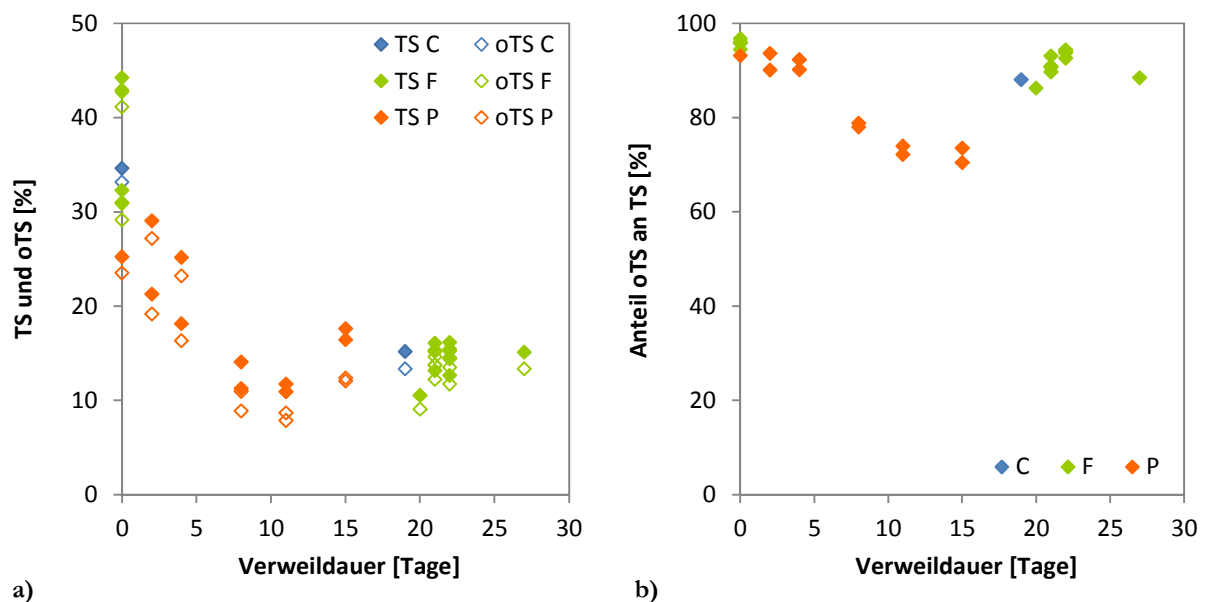 50
40
30
20
10
0
TS und oTS [%]
TS C oTS C
TS F oTS F
TS P oTS P
0 5 10 15 20 25 30
Verweildauer [Tage]
a)
100
80
60
40
20
0
Anteil oTS an TS [%]
C F P
0 5 10 15 20 25 30
Verweildauer [Tage]
b)